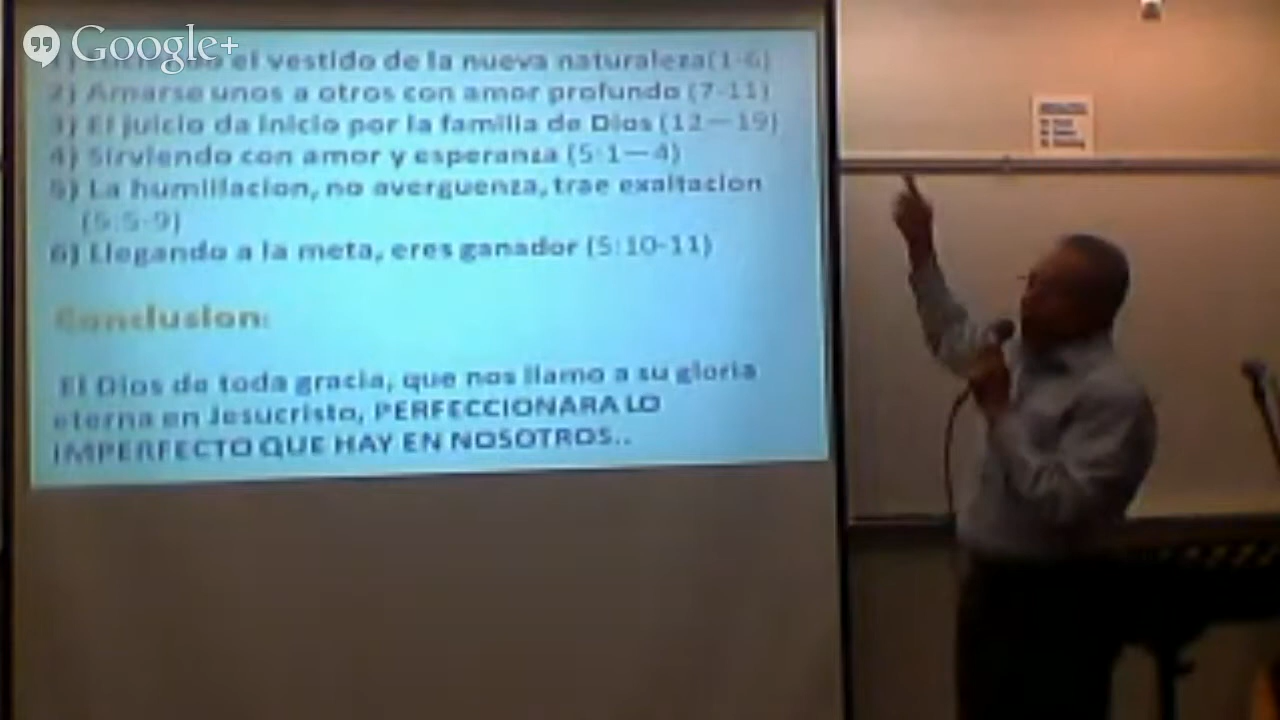 Google+
el vestido de la nueva naturaleza(1-6)
2) Amarse unos a otros con amor profundo (7-11)
3) El juicio da inicio por la familia de Dios (12—19)
4) Sirviendo con amor y esperanza (5:1—4)
5) La humillacion, no averguenza, trae exaltacion
(5:5-9)
6) Llegando a la meta, eres ganador (5:10-11)
Conclusion:
El Dios de toda gracia, que nos llamo a su gloria
eterna en Jesucristo, PERFECCIONARA LO
IMPERFECTO QUE HAY EN NOSOTROS..